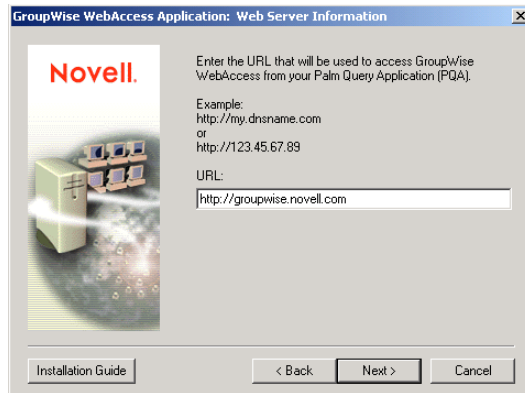 GroupWise WebAccess Application: Web Server Information
Novell.
Enter the URL that will be used to access GroupWise
WebAccess from your Palm Query Application (PQA).
Example:
http://my.dnsname.com
or
http://123.45.67.89
URL:
http://groupwise.novell.com
Installation Guide
< Back
Next >
Cancel